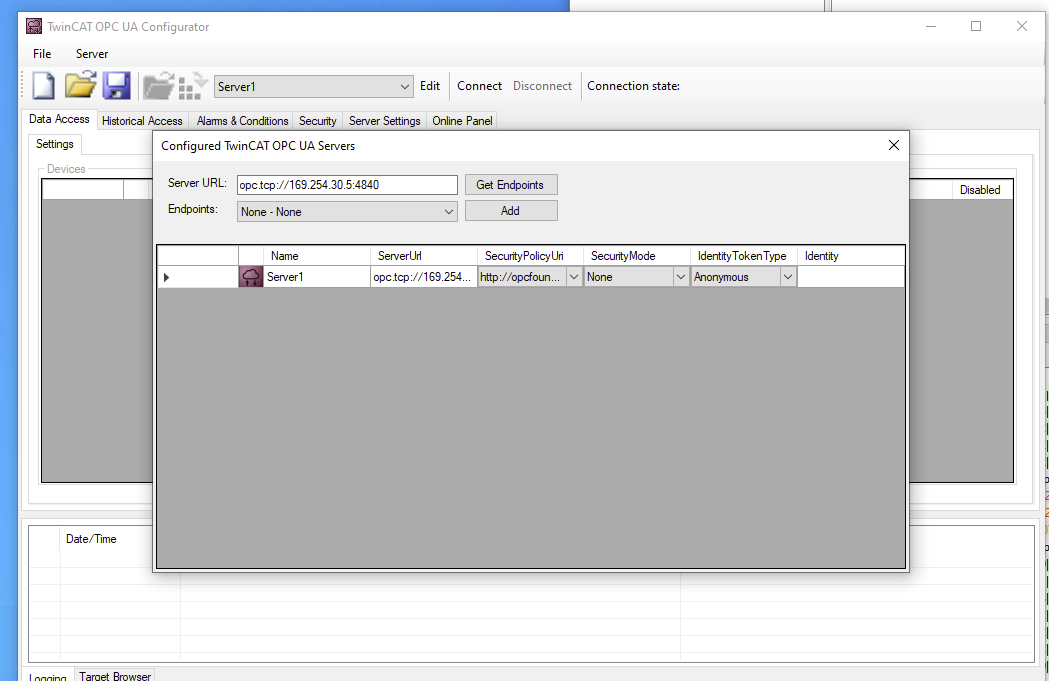 TwinCAT OPC UA Configurator
File Server
Server1 Edit Connect Disconnect Connection state:
Data Access Historical Access Alarms & Conditions Security Server Settings Online Panel
Settings
Configured TwinCAT OPC UA Servers
Devices
Server URL: opc.tcp://169.254.30.5:4840 Get Endpoints
Disabled
Endpoints: None - None Add
Name ServerUrl SecurityPolicyUri SecurityMode IdentityTokenType Identity
Server1 opc.tcp://169.254... http://opcfoun... None Anonymous
Date/Time
Logging Target Browser